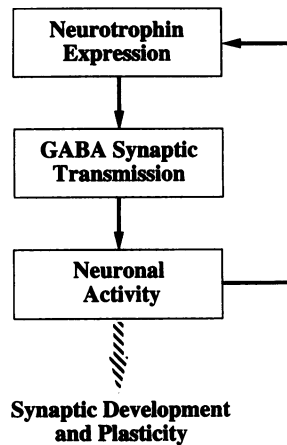 Neurotrophin
Expression
GABA Synaptic
Transmission
Neuronal
Activity
Synaptic Development
and Plasticity